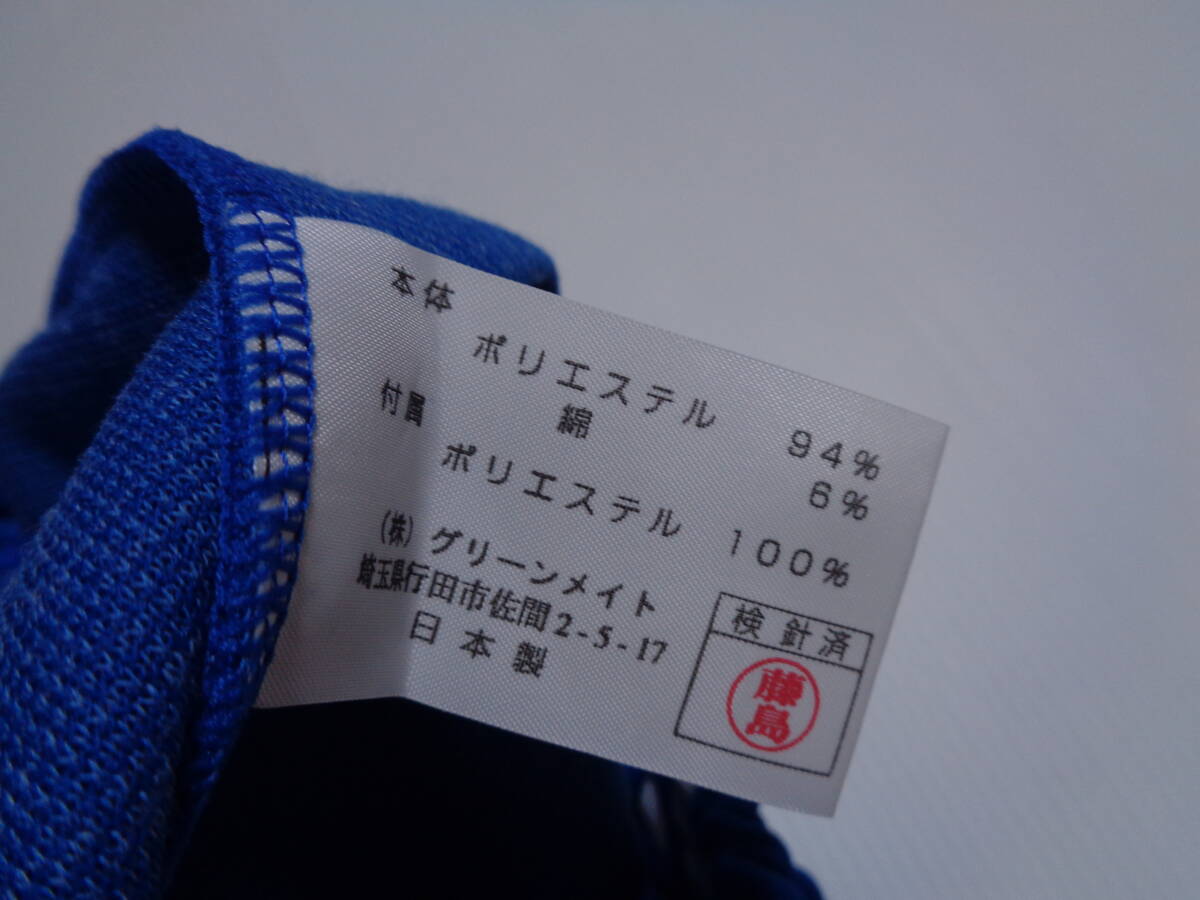 本体
ポリエステル 94%
綿 6%
付属
ポリエステル 100%
(株)グリーンメイト
埼玉県行田市佐間2-5-17
日本製
検針済
藤島